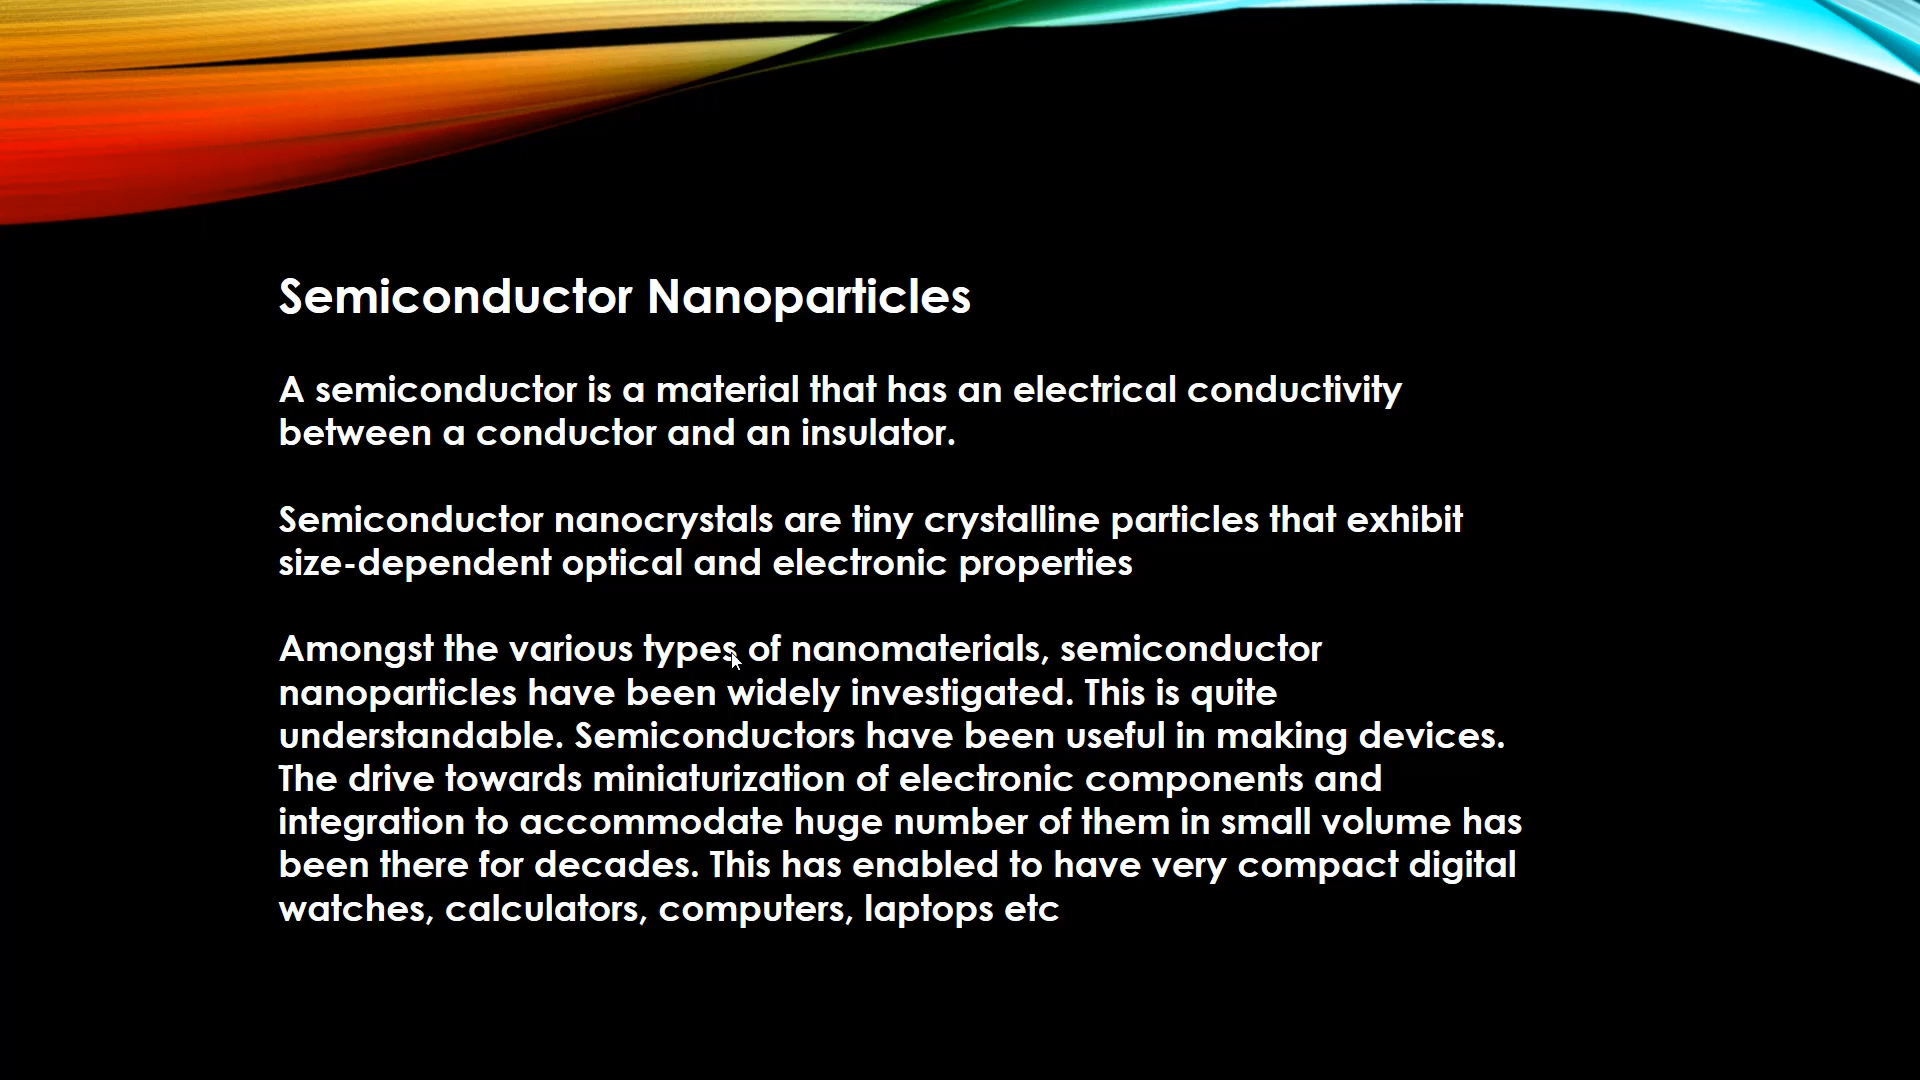 Semiconductor Nanoparticles
A semiconductor is a material that has an electrical conductivity
between a conductor and an insulator.
Semiconductor nanocrystals are tiny crystalline particles that exhibit
size-dependent optical and electronic properties
Amongst the various types of nanomaterials, semiconductor
nanoparticles have been widely investigated. This is quite
understandable. Semiconductors have been useful in making devices.
The drive towards miniaturization of electronic components and
integration to accommodate huge number of them in small volume has
been there for decades. This has enabled to have very compact digital
watches, calculators, computers, laptops etc